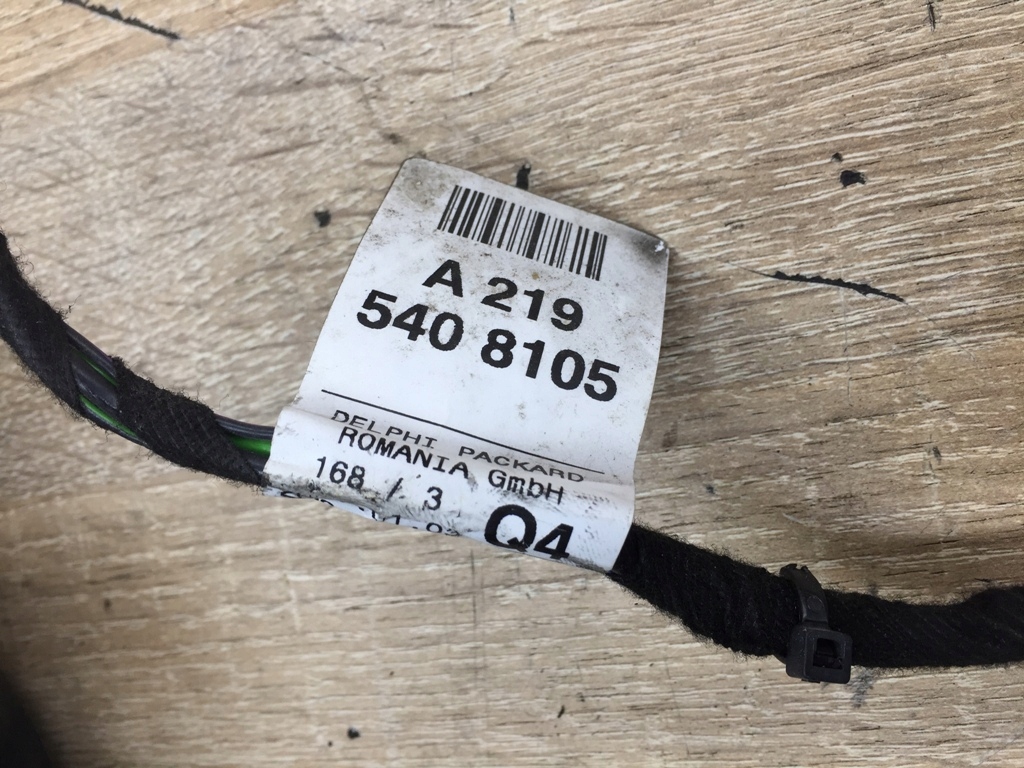 A 219
540 8105
DELPHI PACKARD
ROMANIA GmbH
168 / 3
Q4